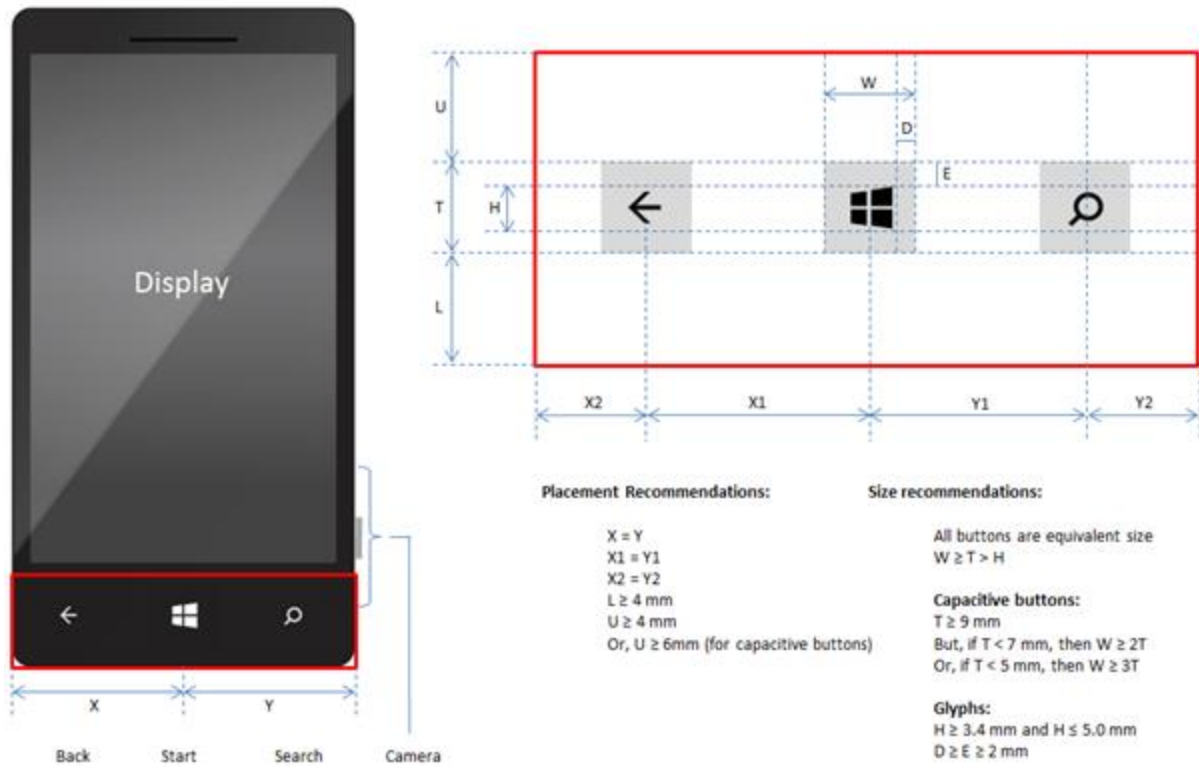 Display
Back
Start
Search
Camera
X
Y
U
T
L
H
W
D
E
X2
X1
Y1
Y2
Placement Recommendations:
X = Y
X1 = Y1
X2 = Y2
L ≥ 4 mm
U ≥ 4 mm
Or, U ≥ 6mm (for capacitive buttons)
Size recommendations:
All buttons are equivalent size
W ≥ T > H
Capacitive buttons:
T ≥ 9 mm
But, if T < 7 mm, then W ≥ 2T
Or, if T < 5 mm, then W ≥ 3T
Glyphs:
H ≥ 3.4 mm and H ≤ 5.0 mm
D ≥ E ≥ 2 mm